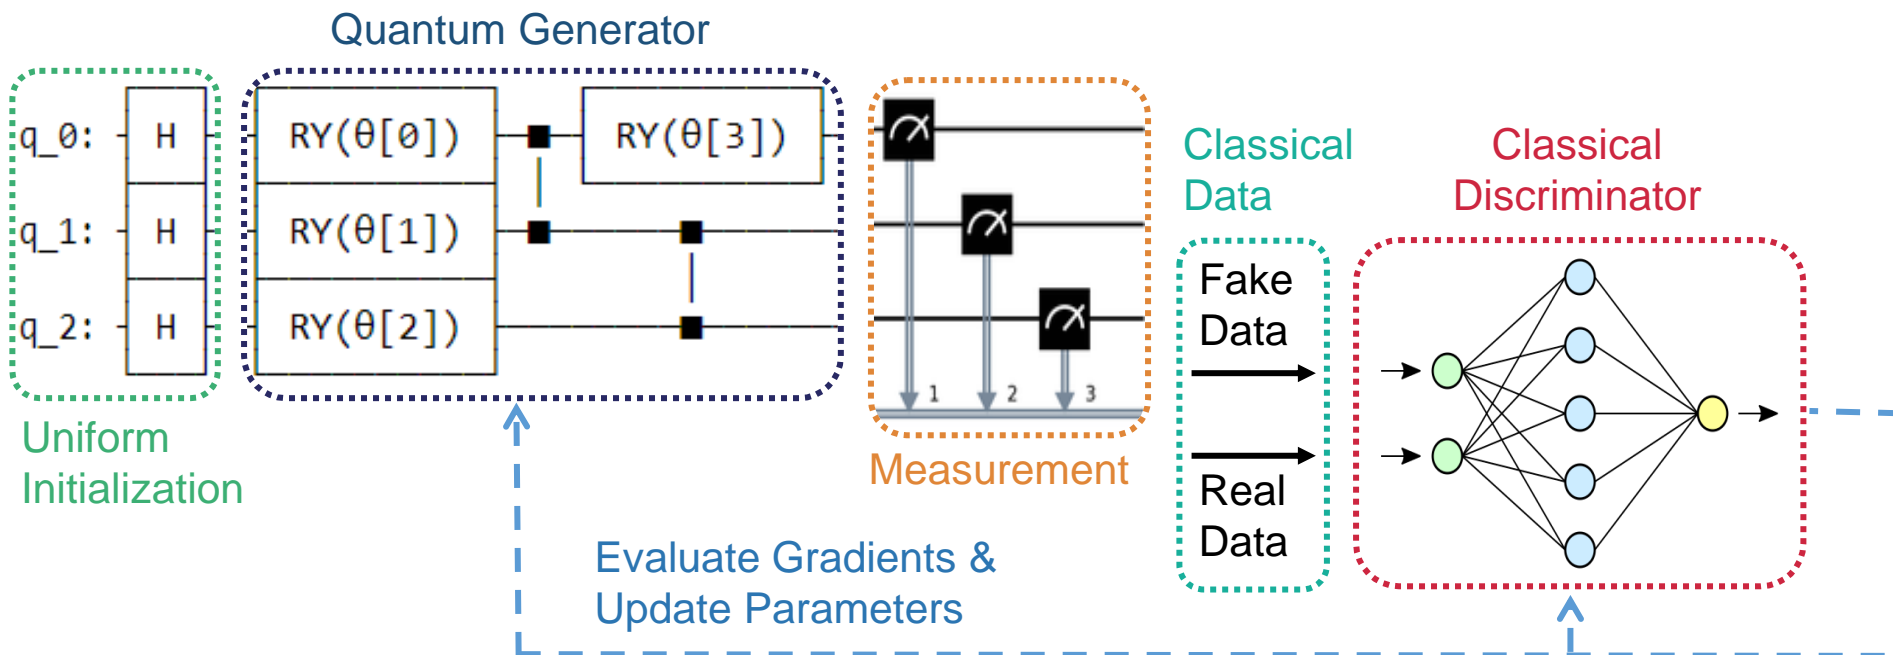 Quantum Generator
q_0: H RY(θ[0]) RY(θ[3])
q_1: H RY(θ[1])
q_2: H RY(θ[2])
1 2 3
Uniform
Initialization
Measurement
Classical
Data
Fake
Data
Real
Data
Classical
Discriminator
Evaluate Gradients &
Update Parameters